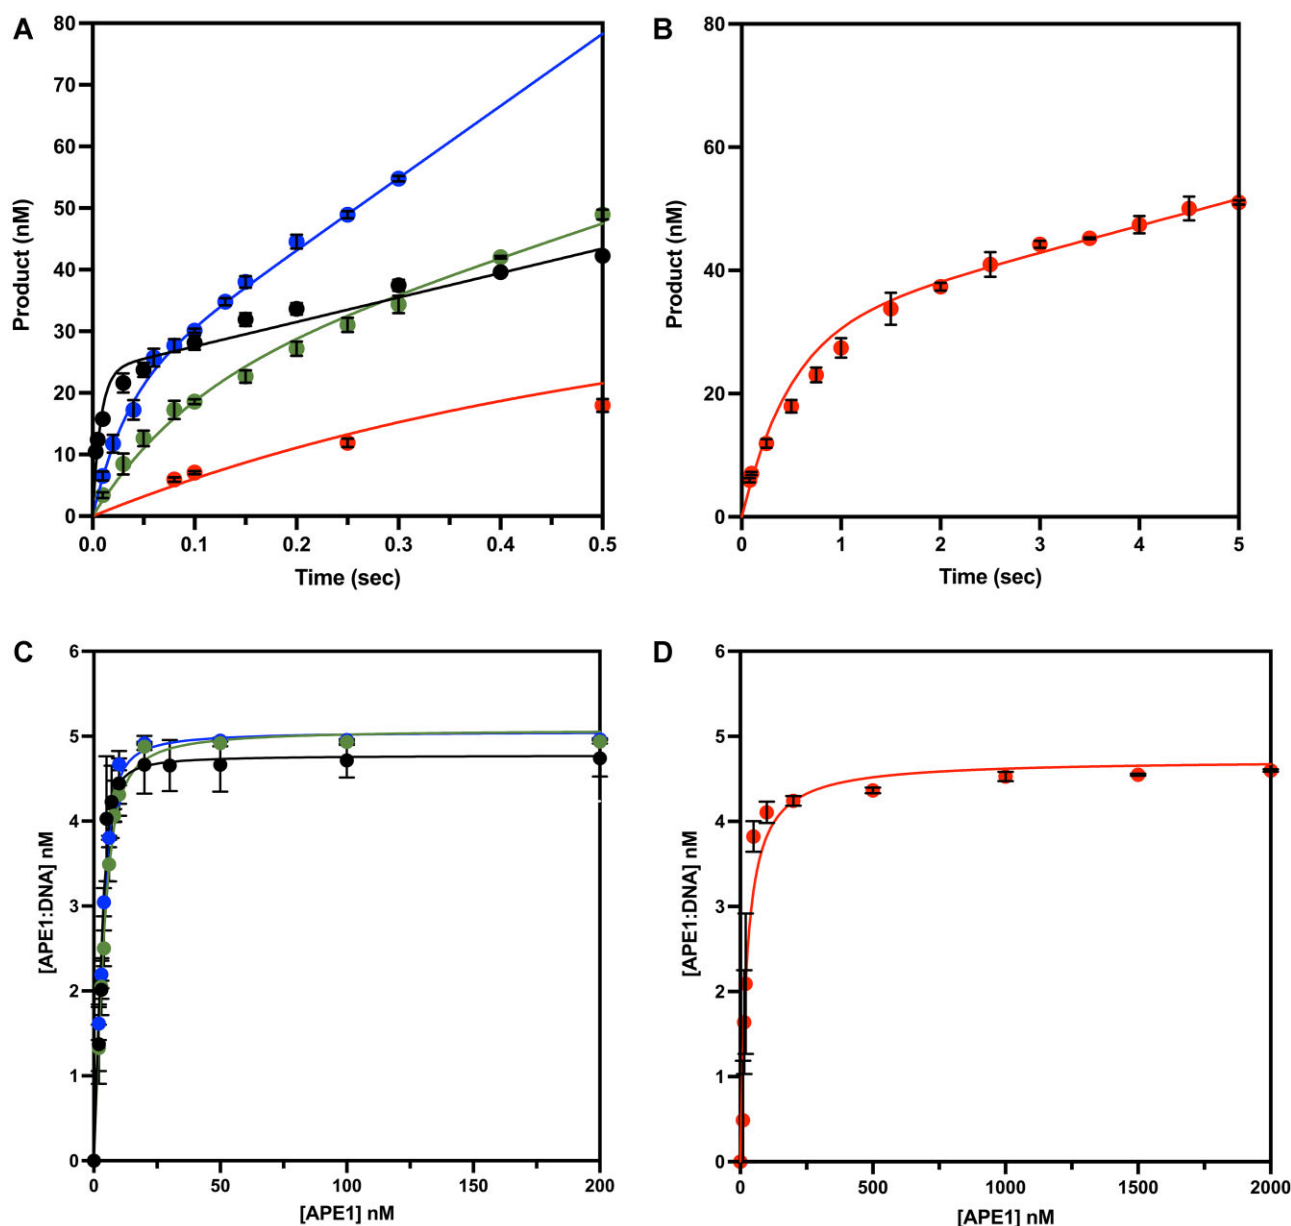 A
80
70
60
50
40
30
20
10
0
Product (nM)
0.0 0.1 0.2 0.3 0.4 0.5
Time (sec)
B
80
60
40
20
0
Product (nM)
0 1 2 3 4 5
Time (sec)
C
6
5
4
3
2
1
0
[APE1:DNA] nM
0 50 100 150 200
[APE1] nM
D
6
5
4
3
2
1
0
[APE1:DNA] nM
0 500 1000 1500 2000
[APE1] nM